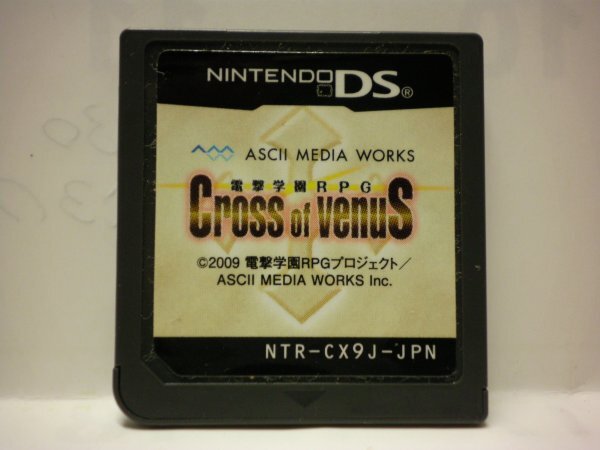 NINTENDO DS®
ASCII MEDIA WORKS
電撃学園RPG
Cross of venus
©2009 電撃学園RPGプロジェクト/
ASCII MEDIA WORKS Inc.
NTR-CX9J-JPN